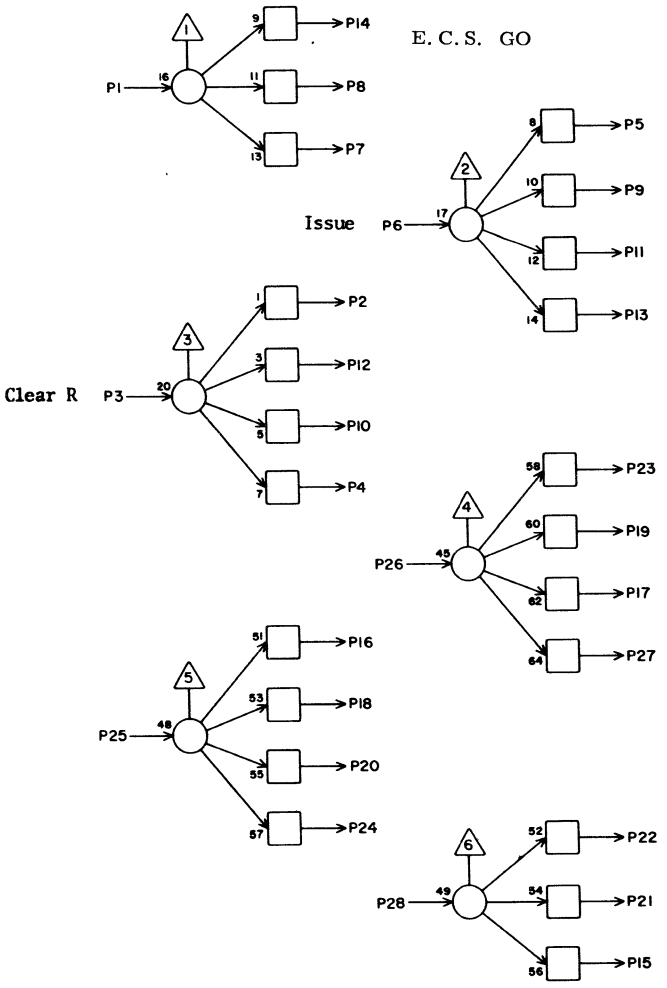 1
9
P14
E. C. S. GO
P1
16
11
P8
13
P7
8
P5
2
10
P9
Issue
P6
17
12
P11
14
P13
1
P2
3
3
P12
Clear R
P3
20
5
P10
7
P4
58
P23
4
60
P19
P26
45
62
P17
64
P27
51
P16
5
53
P18
P25
48
55
P20
57
P24
52
P22
6
54
P21
P28
49
56
P15